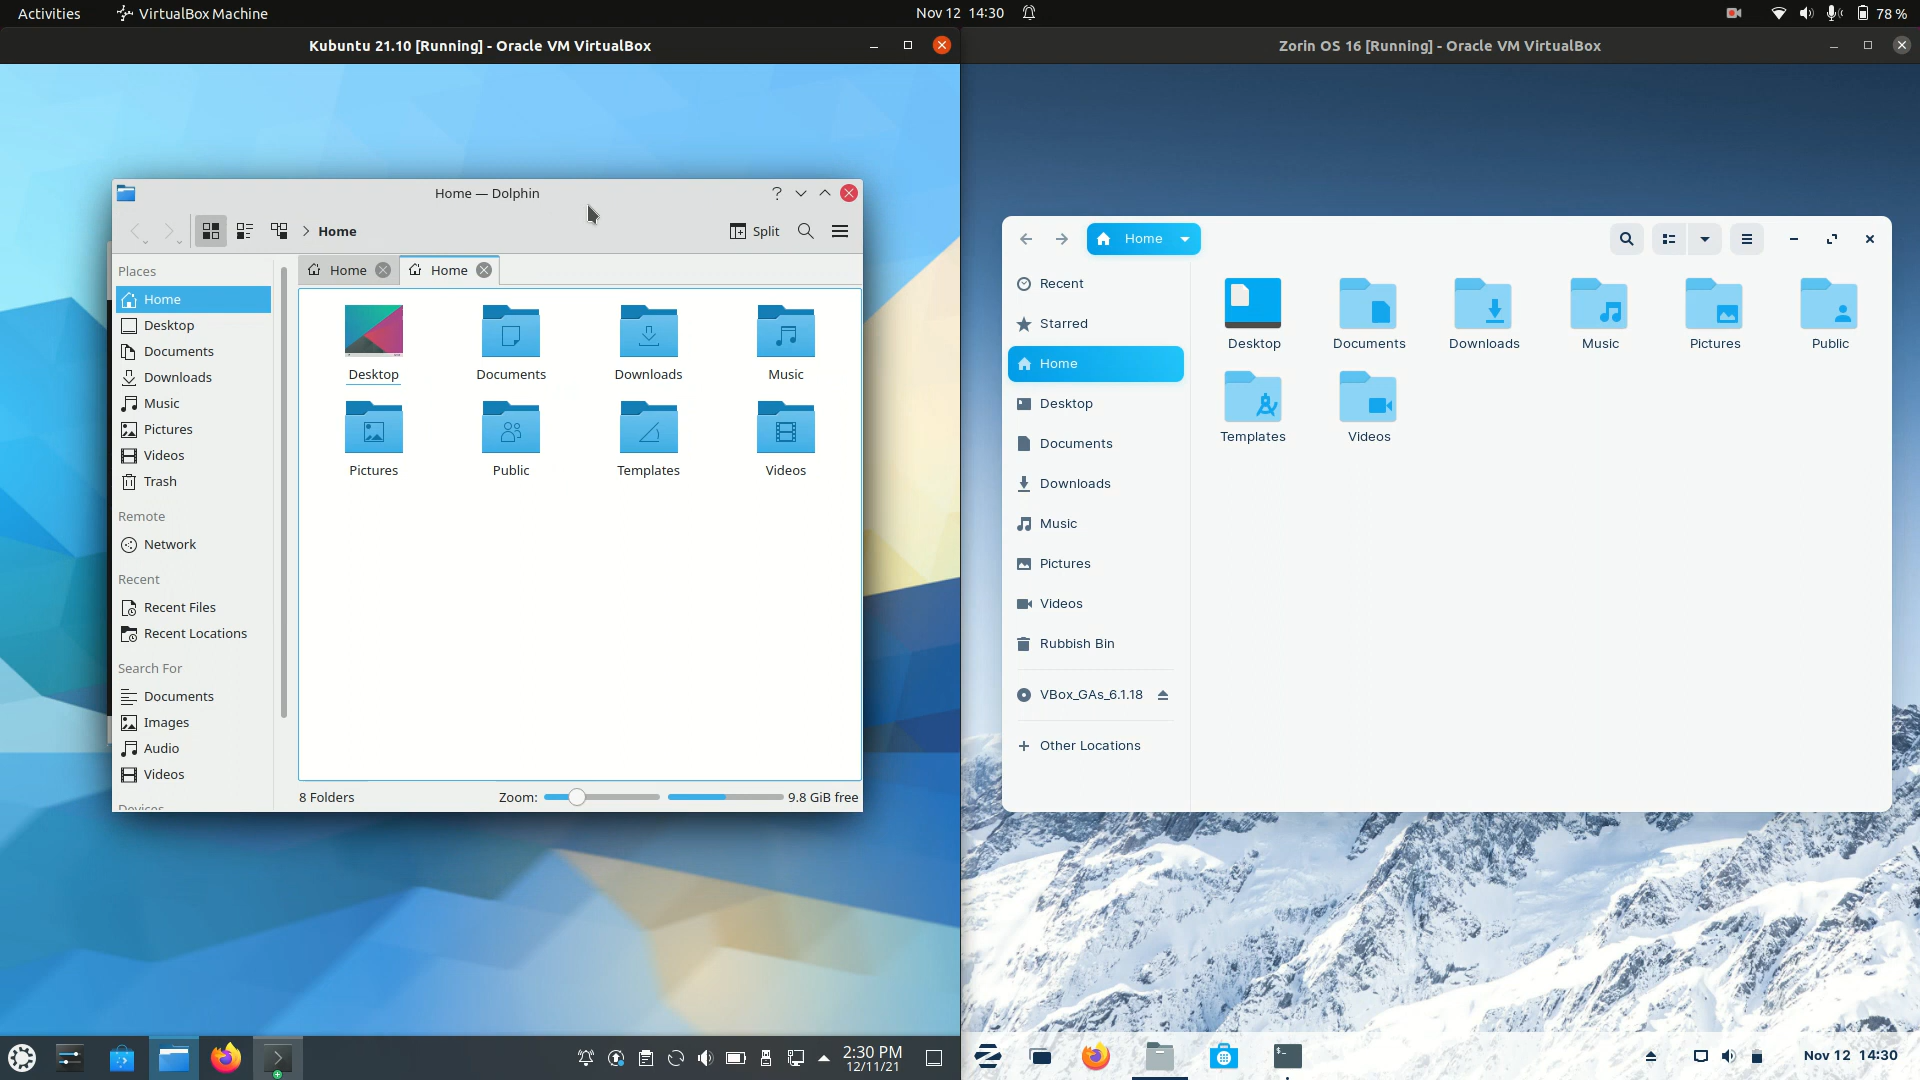 Activities
VirtualBox Machine
Nov 12 14:30
78 %
Kubuntu 21.10 [Running] - Oracle VM VirtualBox
Zorin OS 16 [Running] - Oracle VM VirtualBox
Home — Dolphin
Home
Split
Places
Home
Desktop
Documents
Downloads
Music
Pictures
Videos
Trash
Remote
Network
Recent
Recent Files
Recent Locations
Search For
Documents
Images
Audio
Videos
Devices
Home
Home
Desktop
Documents
Downloads
Music
Pictures
Public
Templates
Videos
8 Folders
Zoom:
9.8 GiB free
2:30 PM
12/11/21
Home
Recent
Starred
Home
Desktop
Documents
Downloads
Music
Pictures
Videos
Rubbish Bin
VBox_GAs_6.1.18
Other Locations
Desktop
Documents
Downloads
Music
Pictures
Public
Templates
Videos
Nov 12 14:30